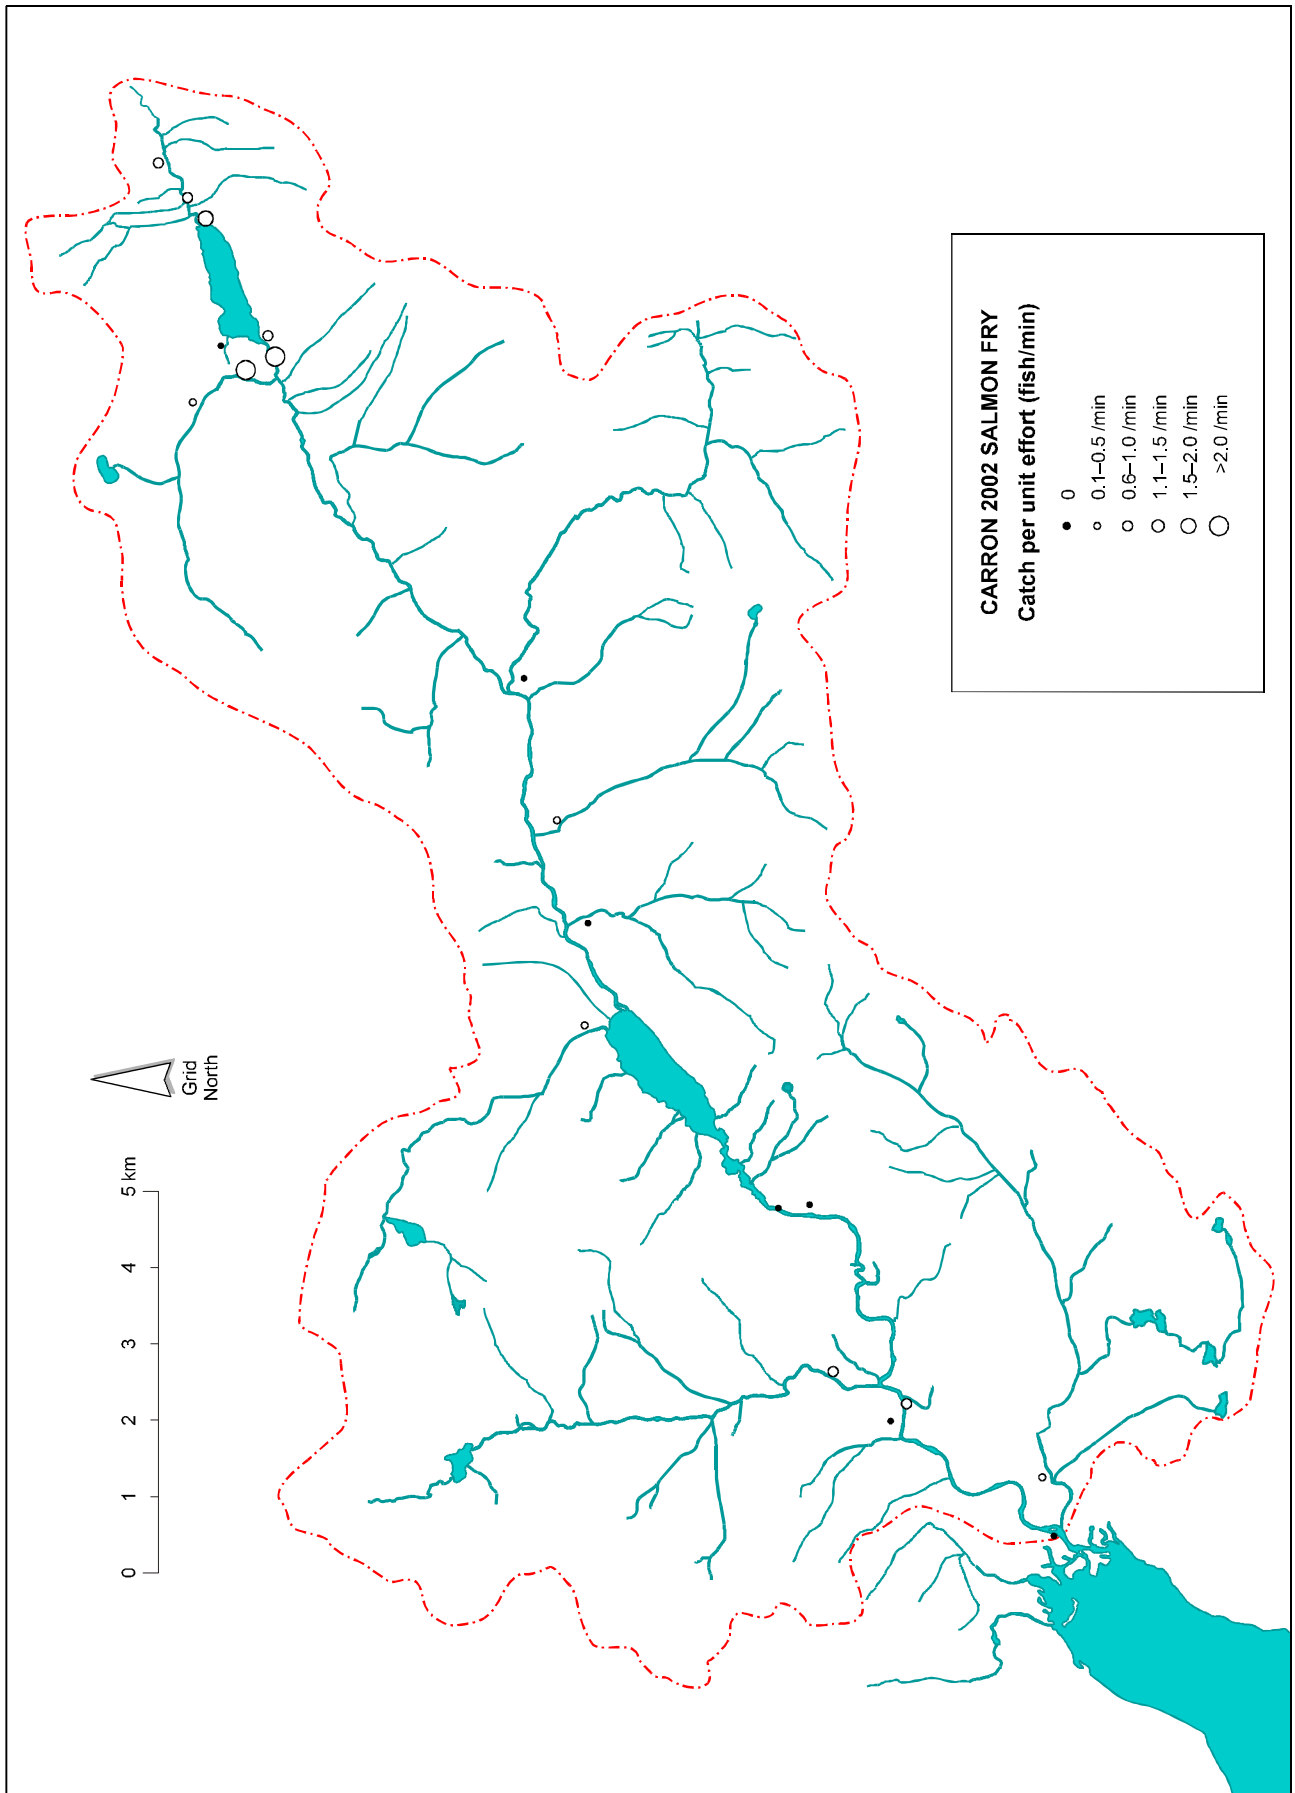 Grid
North
0 1 2 3 4 5 km
CARRON 2002 SALMON FRY
Catch per unit effort (fish/min)
0
0.1–0.5 /min
0.6–1.0 /min
1.1–1.5 /min
1.5–2.0 /min
>2.0 /min